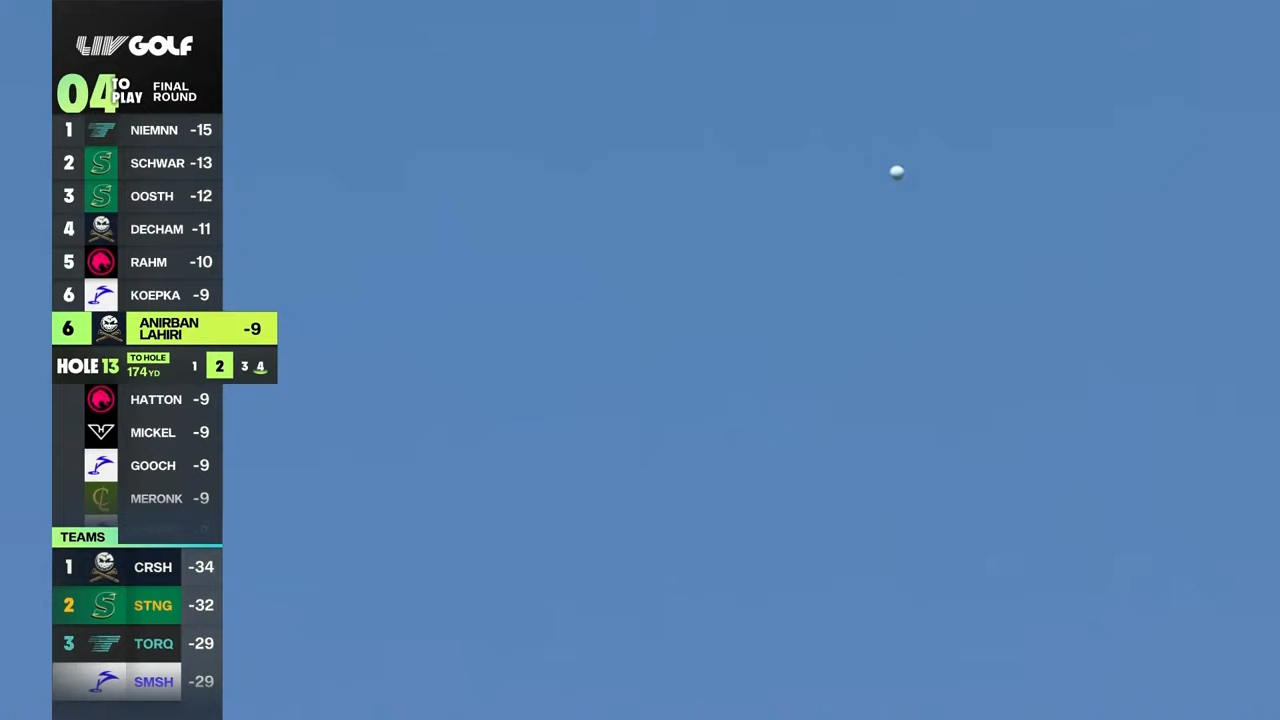 LIV GOLF
04 TO PLAY FINAL ROUND
1 NIEMNN -15
2 S SCHWAR -13
3 S OOSTH -12
4 DECHAM -11
5 RAHM -10
6 KOEPKA -9
6 ANIRBAN LAHIRI -9
HOLE 13 TO HOLE 174YD 1 2 3 4
HATTON -9
MICKEL -9
GOOCH -9
MERONK -9
TEAMS
1 CRSH -34
2 S STNG -32
3 TORQ -29
SMSH -29